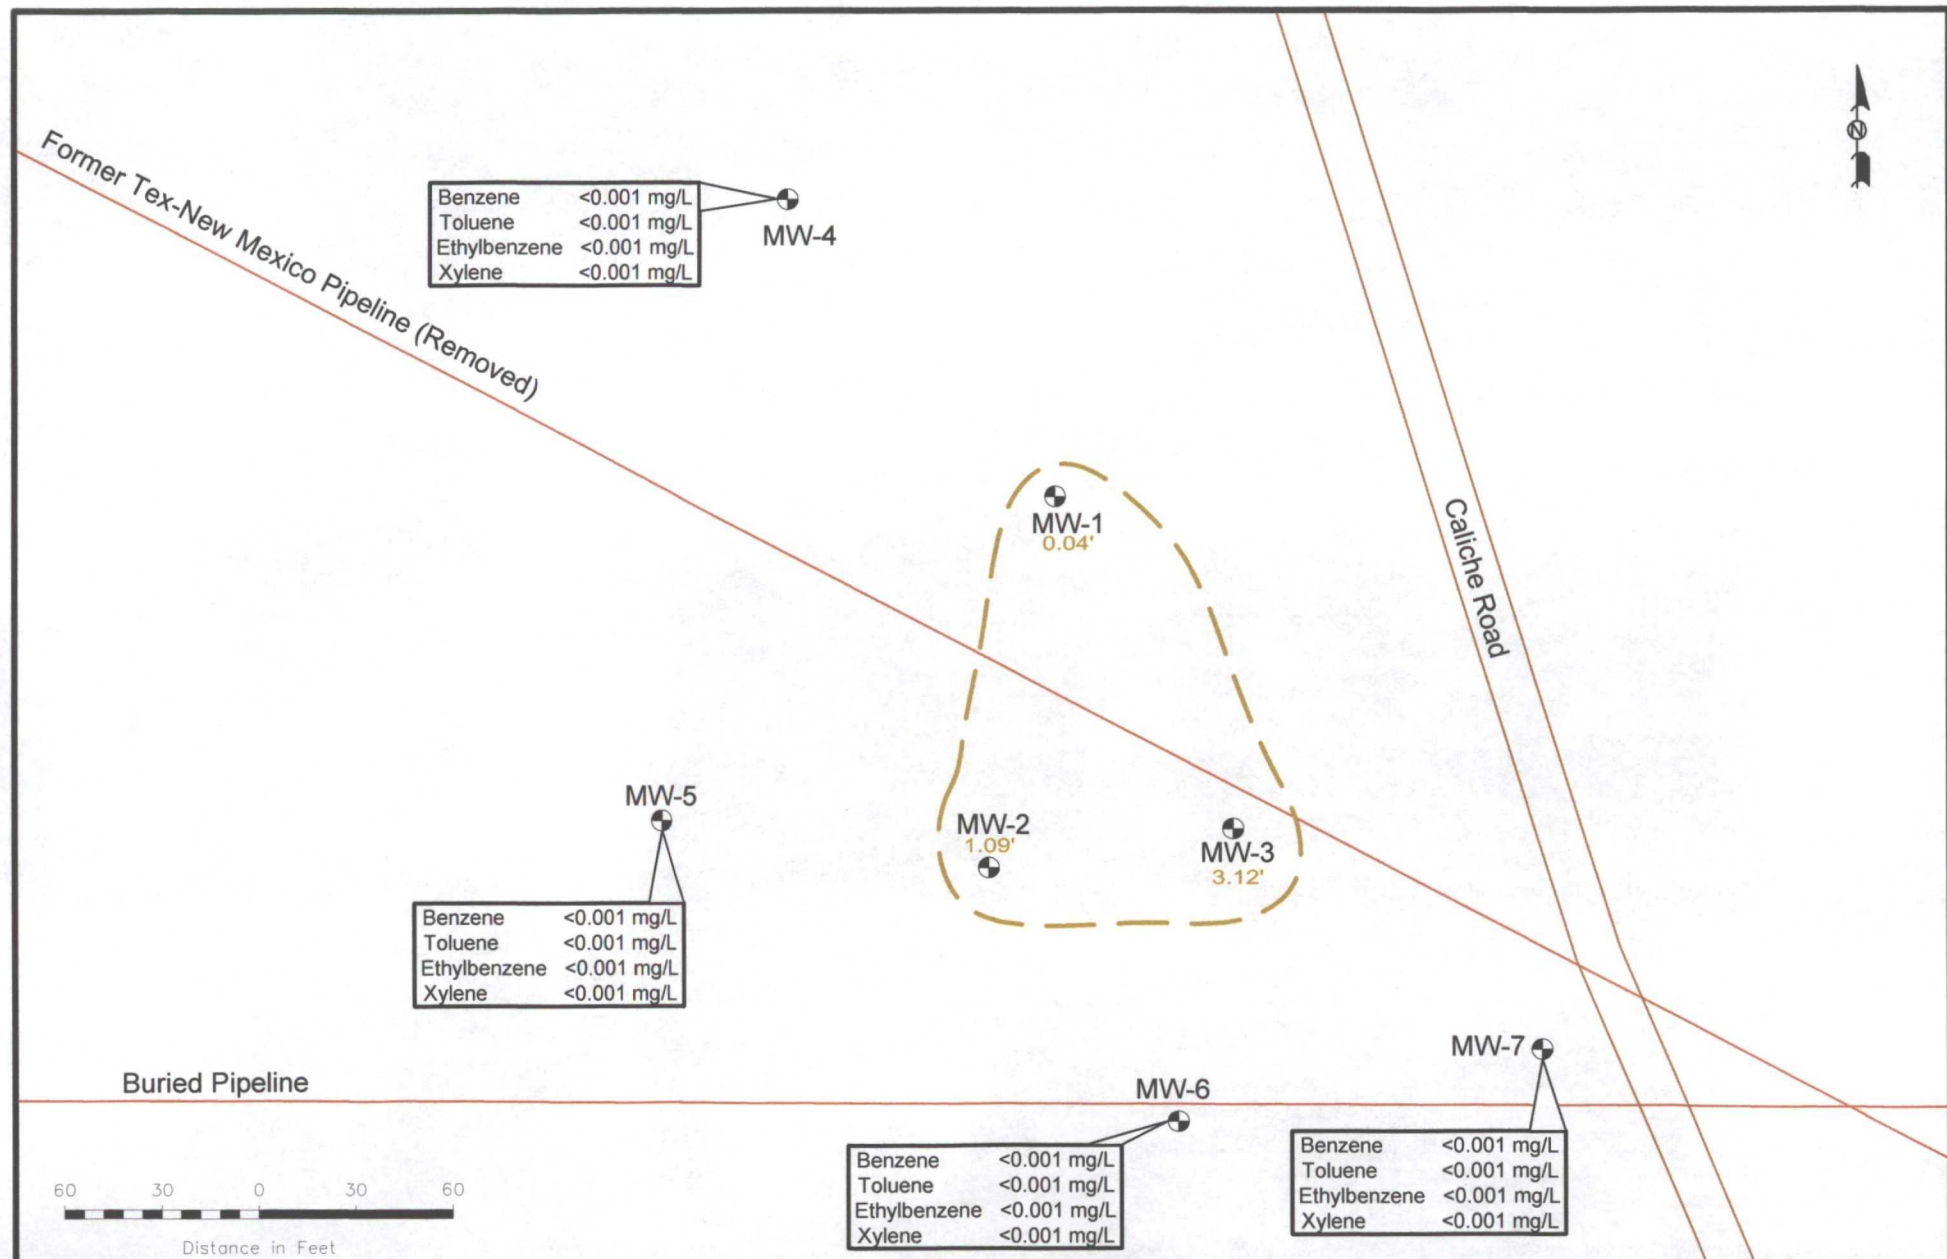 N
Former Tex-New Mexico Pipeline (Removed)
Benzene <0.001 mg/L
Toluene <0.001 mg/L
Ethylbenzene <0.001 mg/L
Xylene <0.001 mg/L
MW-4
MW-1
0.04'
Caliche Road
MW-5
Benzene <0.001 mg/L
Toluene <0.001 mg/L
Ethylbenzene <0.001 mg/L
Xylene <0.001 mg/L
MW-2
1.09'
MW-3
3.12'
MW-7
Buried Pipeline
MW-6
Benzene <0.001 mg/L
Toluene <0.001 mg/L
Ethylbenzene <0.001 mg/L
Xylene <0.001 mg/L
Benzene <0.001 mg/L
Toluene <0.001 mg/L
Ethylbenzene <0.001 mg/L
Xylene <0.001 mg/L
60 30 0 30 60
Distance in Feet